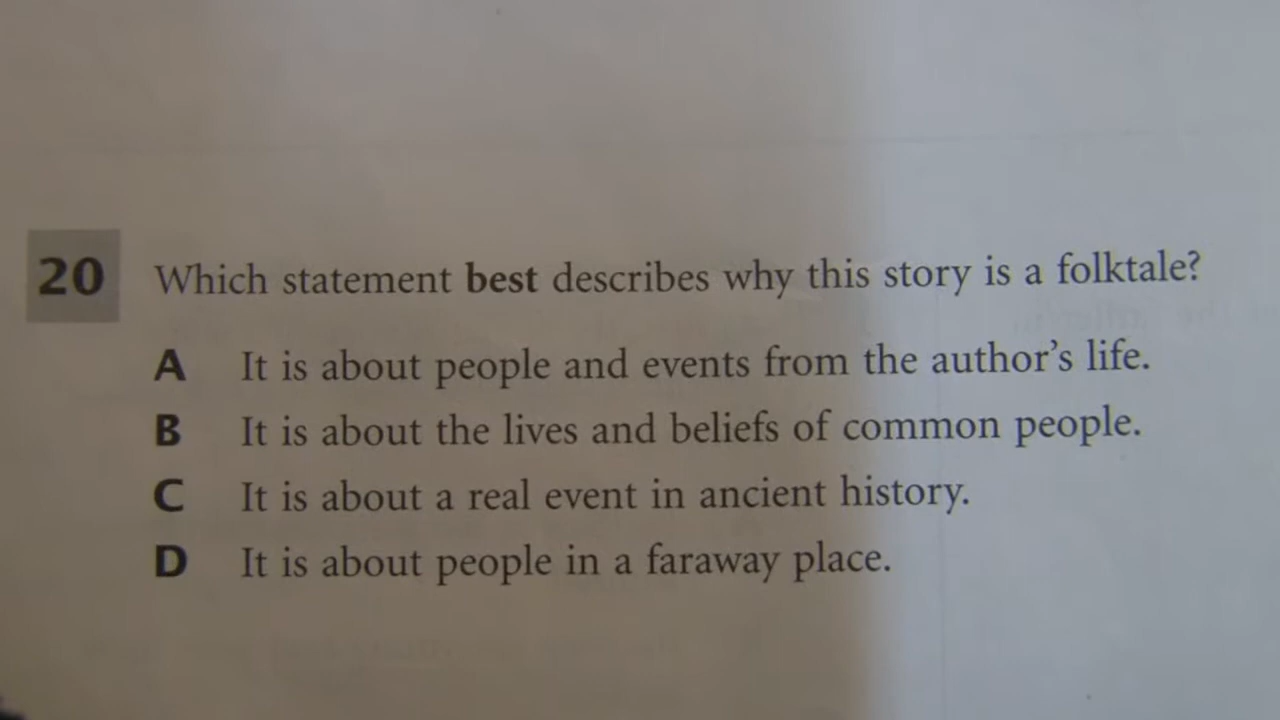 20 Which statement best describes why this story is a folktale?
A It is about people and events from the author's life.
B It is about the lives and beliefs of common people.
C It is about a real event in ancient history.
D It is about people in a faraway place.